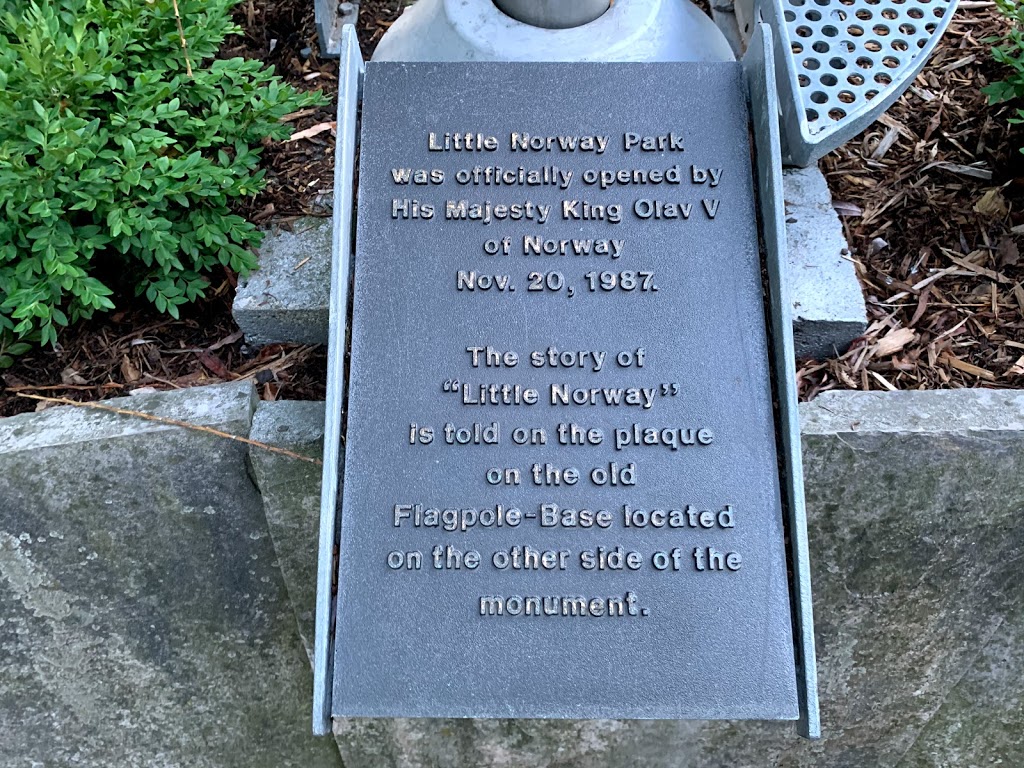 Little Norway Park
was officially opened by
His Majesty King Olav V
of Norway
Nov. 20, 1987.
The story of
“Little Norway”
is told on the plaque
on the old
Flagpole-Base located
on the other side of the
monument.